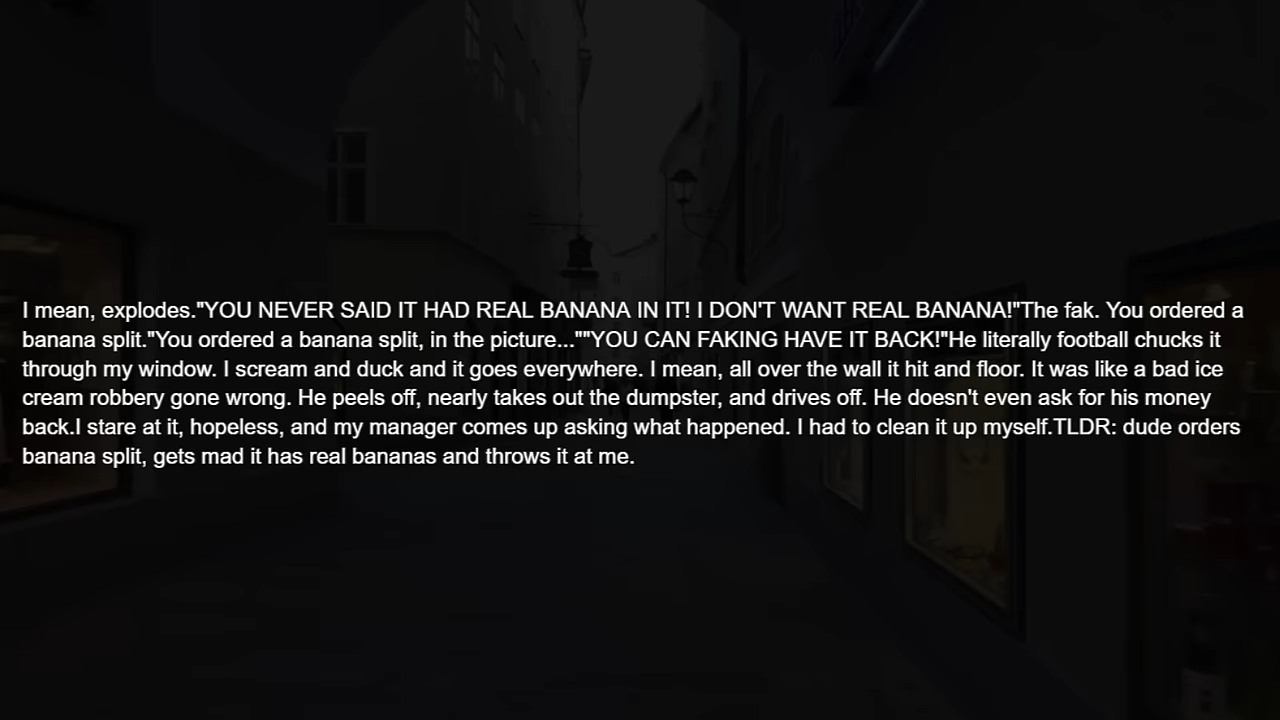 I mean, explodes."YOU NEVER SAID IT HAD REAL BANANA IN IT! I DON'T WANT REAL BANANA!"The fak. You ordered a
banana split."You ordered a banana split, in the picture...""YOU CAN FAKING HAVE IT BACK!"He literally football chucks it
through my window. I scream and duck and it goes everywhere. I mean, all over the wall it hit and floor. It was like a bad ice
cream robbery gone wrong. He peels off, nearly takes out the dumpster, and drives off. He doesn't even ask for his money
back.I stare at it, hopeless, and my manager comes up asking what happened. I had to clean it up myself.TLDR: dude orders
banana split, gets mad it has real bananas and throws it at me.